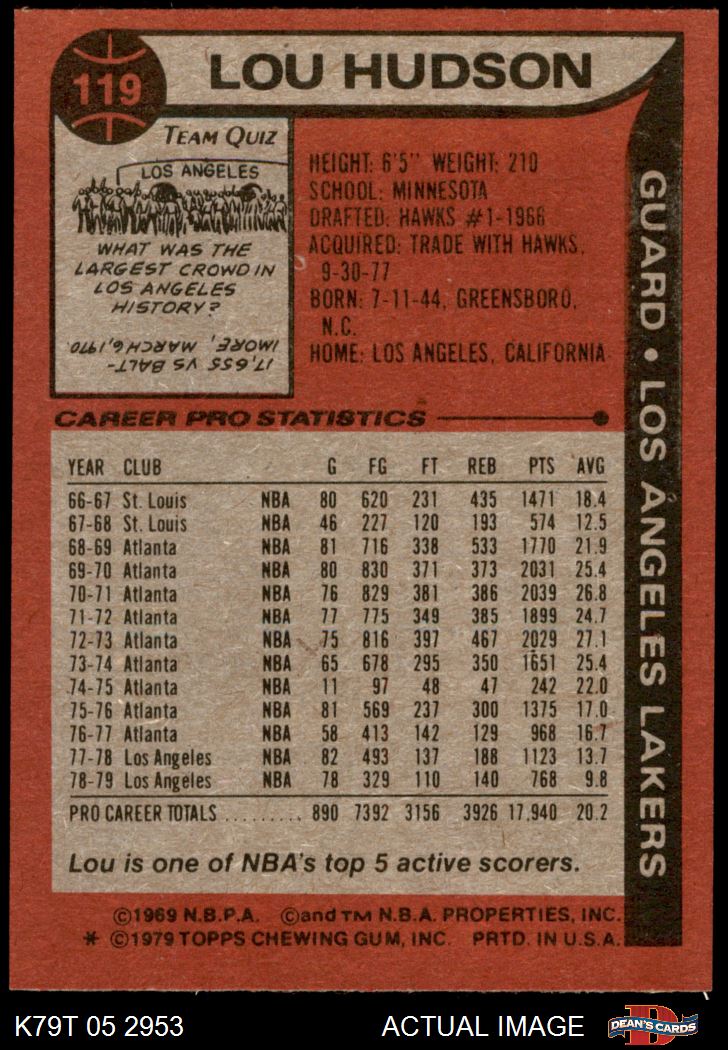 119
LOU HUDSON
TEAM QUIZ
LOS ANGELES
WHAT WAS THE
LARGEST CROWD IN
LOS ANGELES
HISTORY?
17,655 VS BALT-
IMORE, MARCH 6, 1970
HEIGHT: 6'5" WEIGHT: 210
SCHOOL: MINNESOTA
DRAFTED: HAWKS #1-1966
ACQUIRED: TRADE WITH HAWKS,
9-30-77
BORN: 7-11-44, GREENSBORO,
N.C.
HOME: LOS ANGELES, CALIFORNIA
GUARD • LOS ANGELES LAKERS
CAREER PRO STATISTICS
YEAR CLUB G FG FT REB PTS AVG
66-67 St. Louis NBA 80 620 231 435 1471 18.4
67-68 St. Louis NBA 46 227 120 193 574 12.5
68-69 Atlanta NBA 81 716 338 533 1770 21.9
69-70 Atlanta NBA 80 830 371 373 2031 25.4
70-71 Atlanta NBA 76 829 381 386 2039 26.8
71-72 Atlanta NBA 77 775 349 385 1899 24.7
72-73 Atlanta NBA 75 816 397 467 2029 27.1
73-74 Atlanta NBA 65 678 295 350 1651 25.4
74-75 Atlanta NBA 11 97 48 47 242 22.0
75-76 Atlanta NBA 81 569 237 300 1375 17.0
76-77 Atlanta NBA 58 413 142 129 968 16.7
77-78 Los Angeles NBA 82 493 137 188 1123 13.7
78-79 Los Angeles NBA 78 329 110 140 768 9.8
PRO CAREER TOTALS ......... 890 7392 3156 3926 17,940 20.2
Lou is one of NBA's top 5 active scorers.
©1969 N.B.P.A. ©and TM N.B.A. PROPERTIES, INC.
* ©1979 TOPPS CHEWING GUM, INC. PRTD. IN U.S.A.
K79T 05 2953 ACTUAL IMAGE DEAN'S CARDS